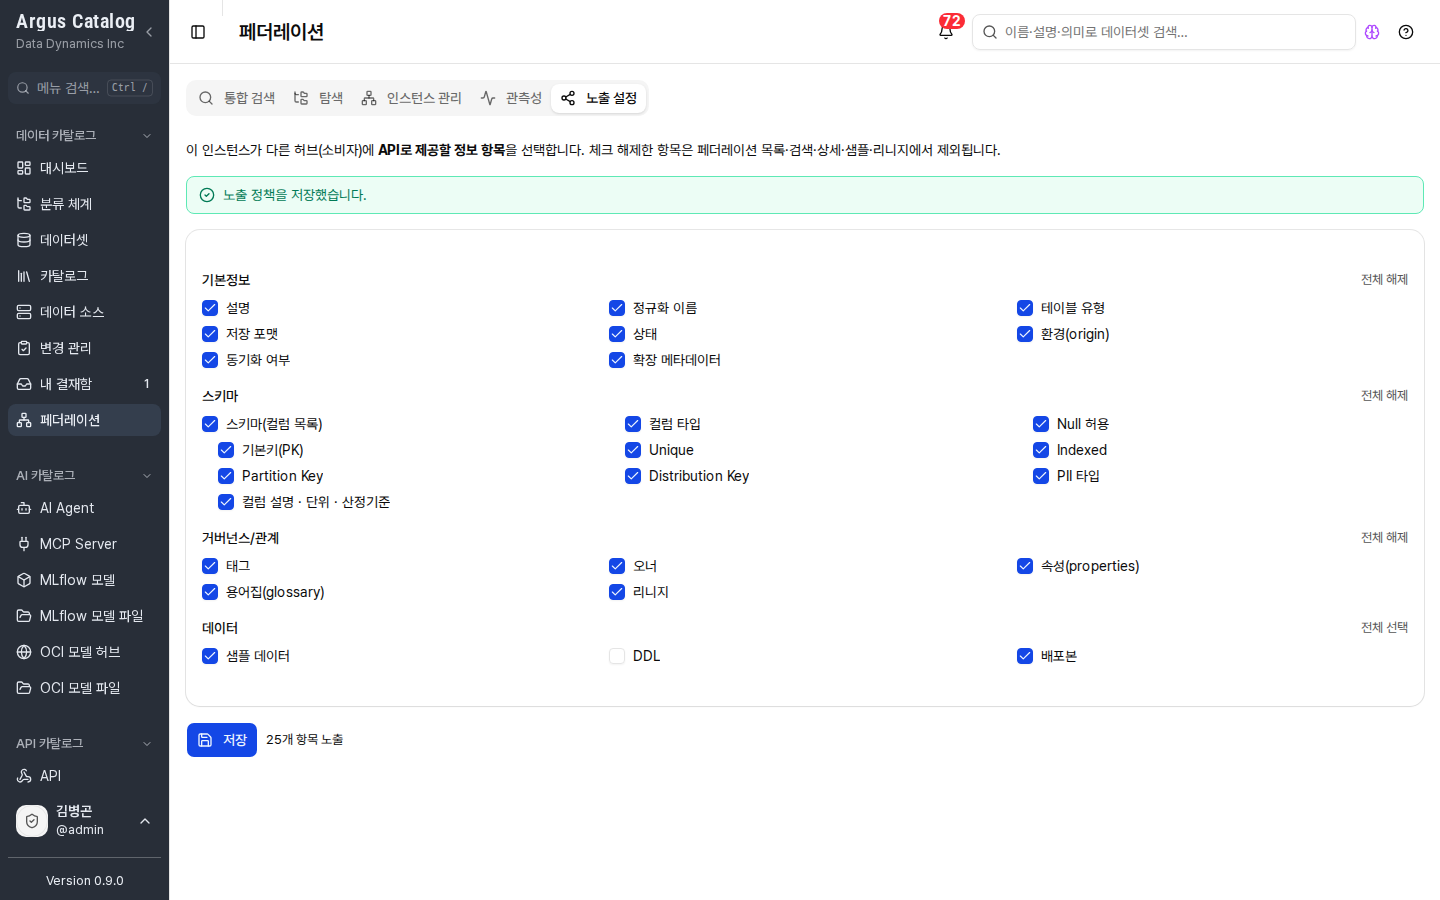 Argus Catalog
Data Dynamics Inc
메뉴 검색... Ctrl /
데이터 카탈로그
대시보드
분류 체계
데이터셋
카탈로그
데이터 소스
변경 관리
내 결재함 1
페더레이션
AI 카탈로그
AI Agent
MCP Server
MLflow 모델
MLflow 모델 파일
OCI 모델 허브
OCI 모델 파일
API 카탈로그
API
김병곤
@admin
Version 0.9.0
페더레이션
72
이름·설명·의미로 데이터셋 검색...
통합 검색 탐색 인스턴스 관리 관측성 노출 설정
이 인스턴스가 다른 허브(소비자)에 API로 제공할 정보 항목을 선택합니다. 체크 해제한 항목은 페더레이션 목록·검색·상세·샘플·리니지에서 제외됩니다.
노출 정책을 저장했습니다.
기본정보 전체 해제
설명 정규화 이름 테이블 유형
저장 포맷 상태 환경(origin)
동기화 여부 확장 메타데이터
스키마 전체 해제
스키마(컬럼 목록) 컬럼 타입 Null 허용
기본키(PK) Unique Indexed
Partition Key Distribution Key PII 타입
컬럼 설명 · 단위 · 산정기준
거버넌스/관계 전체 해제
태그 오너 속성(properties)
용어집(glossary) 리니지
데이터 전체 선택
샘플 데이터 DDL 배포본
저장 25개 항목 노출